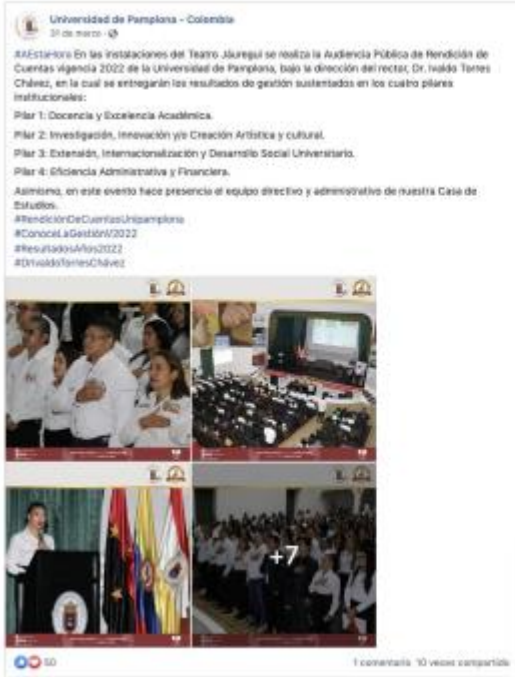 Universidad de Pamplona - Colombia
31 de marzo ·
#AEstaHora En las instalaciones del Teatro Jáuregui se realiza la Audiencia Pública de Rendición de
Cuentas vigencia 2022 de la Universidad de Pamplona, bajo la dirección del rector, Dr. Ivaldo Torres
Chávez, en la cual se entregarán los resultados de gestión sustentados en los cuatro pilares
institucionales:
Pilar 1: Docencia y Excelencia Académica.
Pilar 2: Investigación, Innovación y/o Creación Artística y cultural.
Pilar 3: Extensión, Internacionalización y Desarrollo Social Universitario.
Pilar 4: Eficiencia Administrativa y Financiera.
Asimismo, en este evento hace presencia el equipo directivo y administrativo de nuestra Casa de
Estudios.
#RendiciónDeCuentasUnipamplona
#ConoceLaGestiónV2022
#ResultadosAños2022
#DrIvaldoTorresChávez
+7
50
1 comentario 10 veces compartido